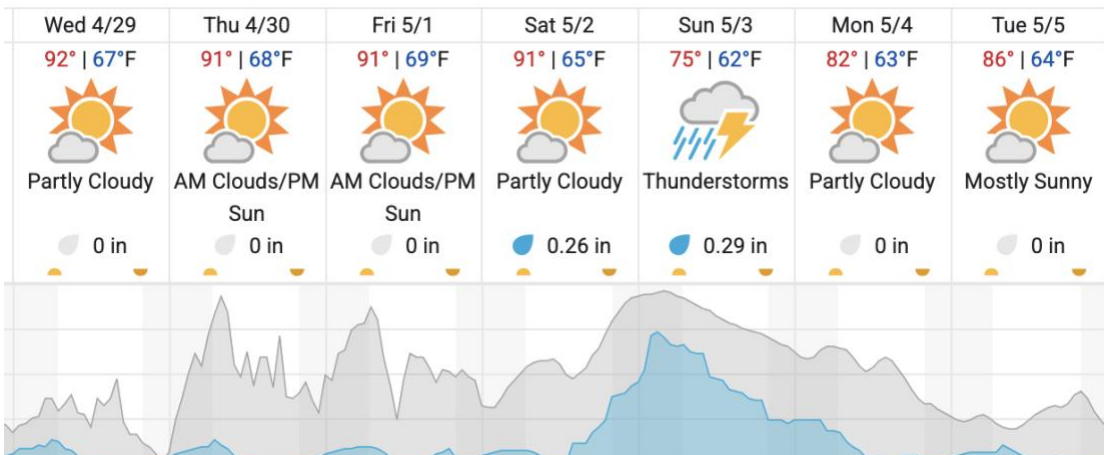 Wed 4/29 Thu 4/30 Fri 5/1 Sat 5/2 Sun 5/3 Mon 5/4 Tue 5/5
92° | 67°F 91° | 68°F 91° | 69°F 91° | 65°F 75° | 62°F 82° | 63°F 86° | 64°F
Partly Cloudy AM Clouds/PM AM Clouds/PM Partly Cloudy Thunderstorms Partly Cloudy Mostly Sunny
Sun Sun
0 in 0 in 0 in 0.26 in 0.29 in 0 in 0 in